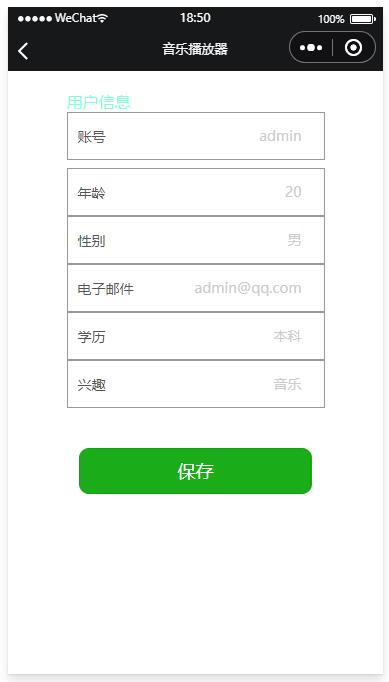 WeChat 18:50 100%
音乐播放器
用户信息
账号 admin
年龄 20
性别 男
电子邮件 admin@qq.com
学历 本科
兴趣 音乐
保存